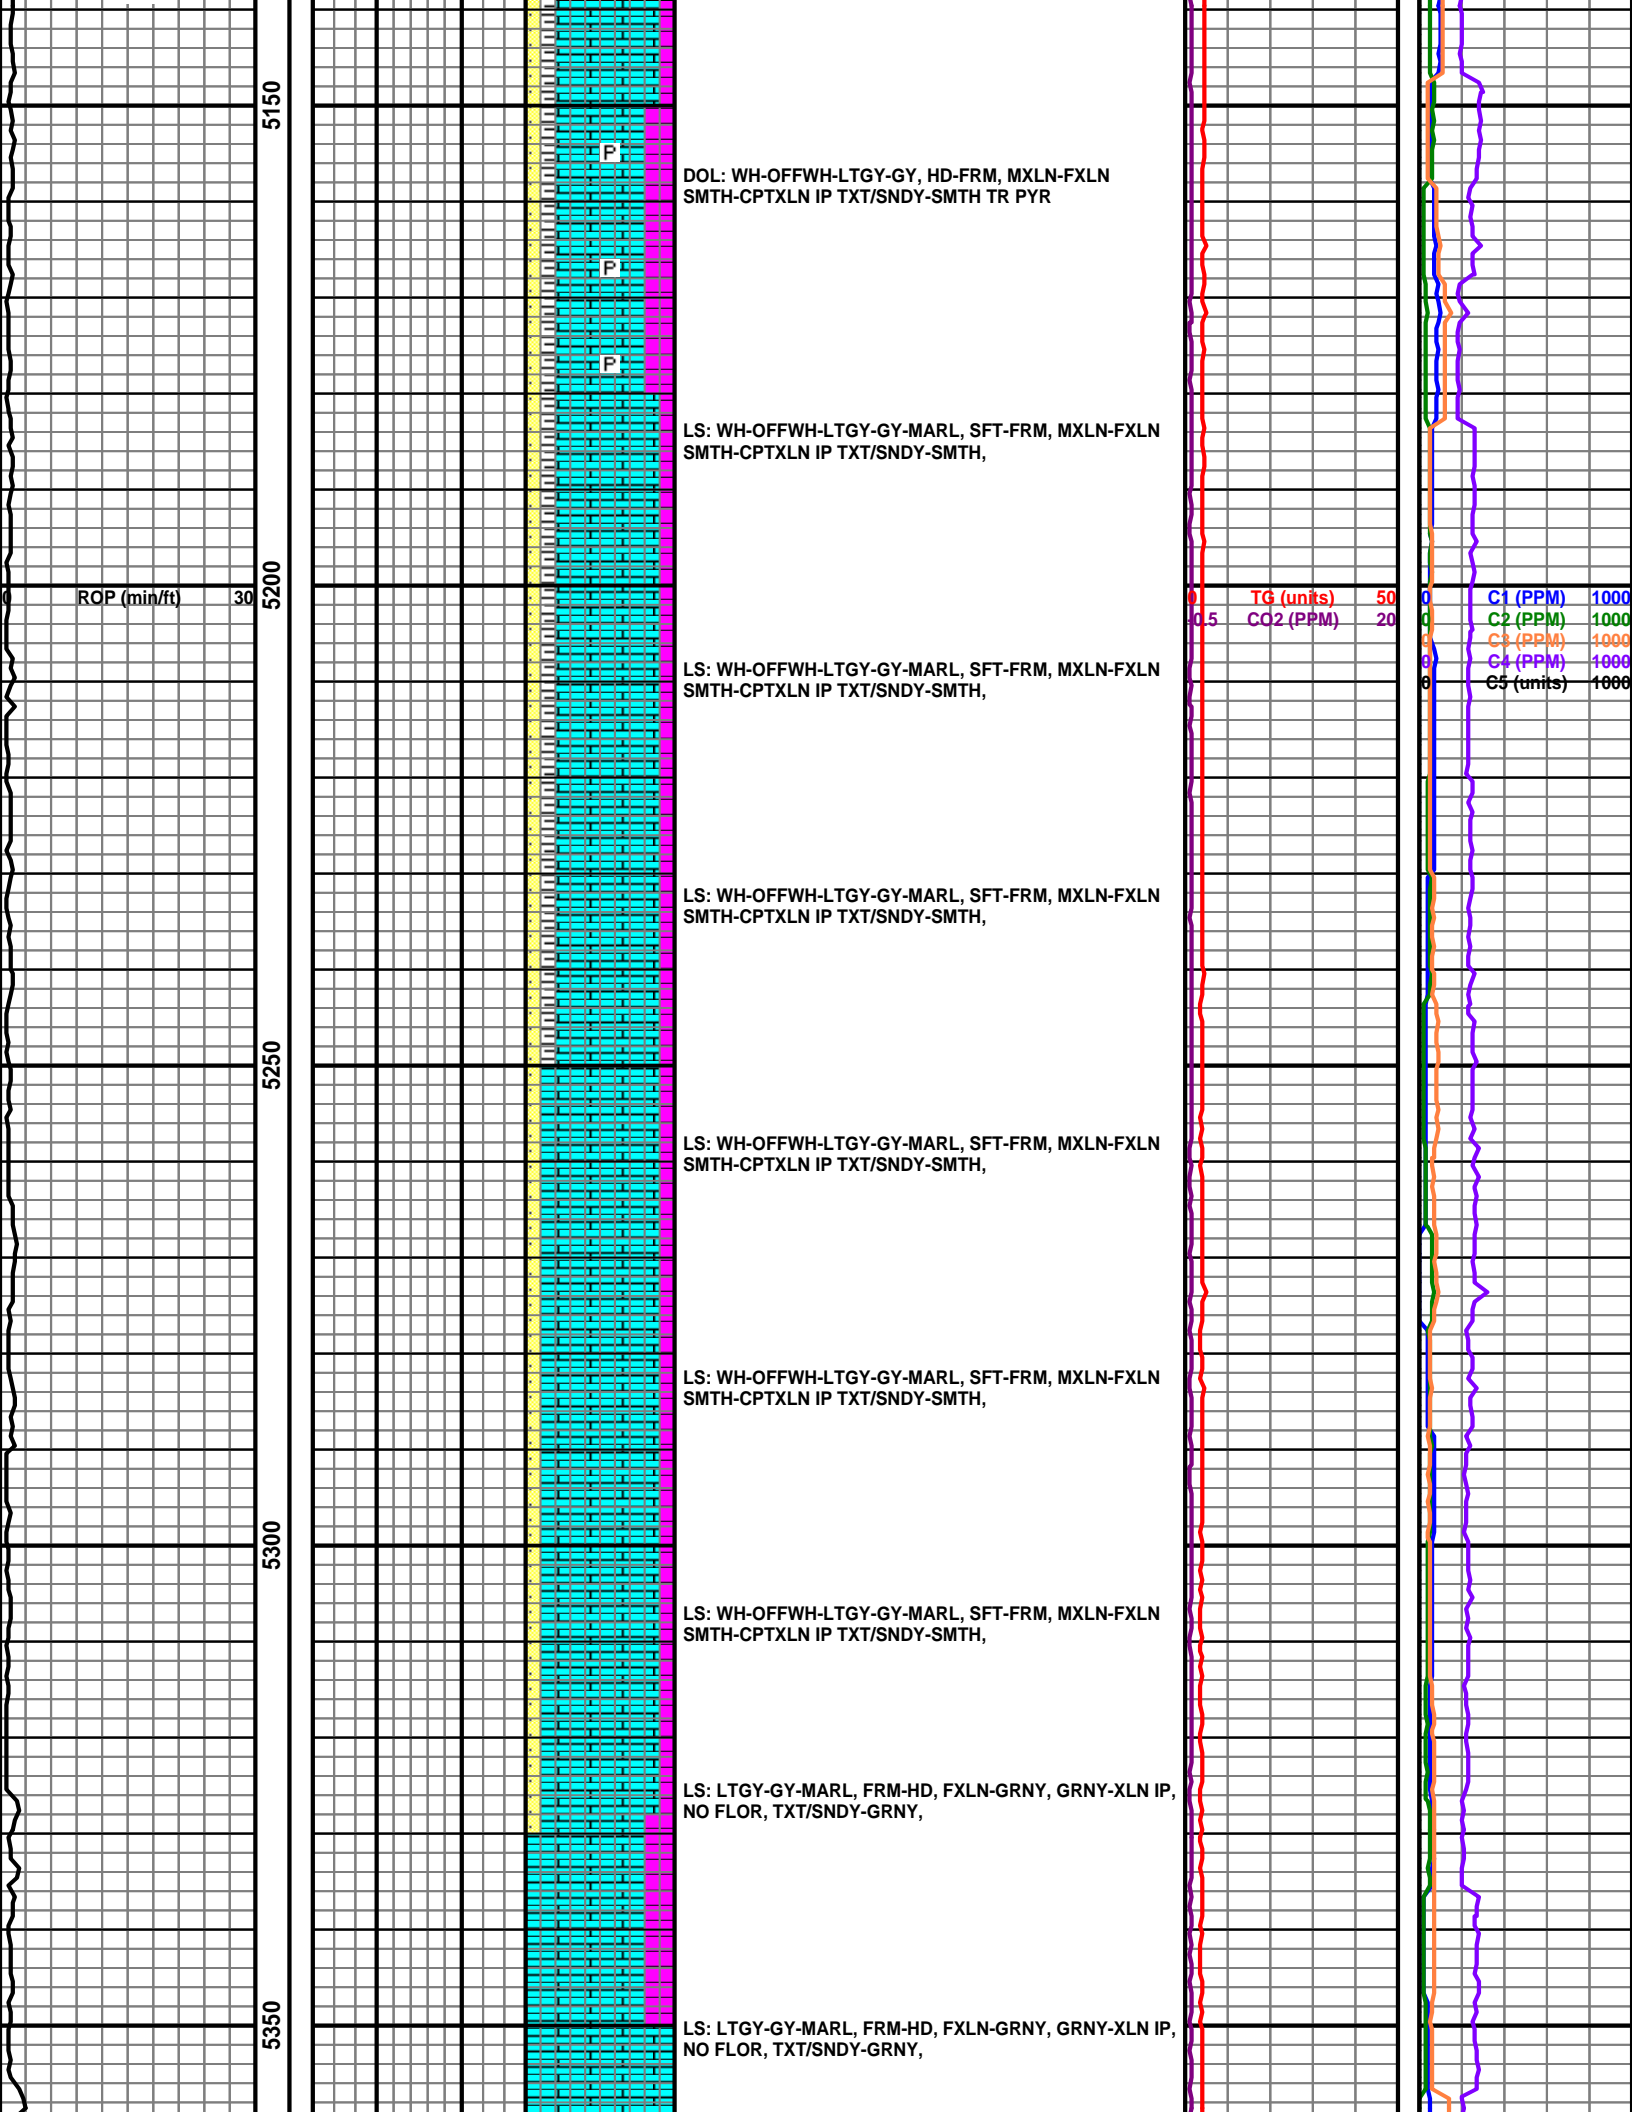 5150
P
DOL: WH-OFFWH-LTGY-GY, HD-FRM, MXLN-FXLN
SMTH-CPTXLN IP TXT/SNDY-SMTH TR PYR
P
P
LS: WH-OFFWH-LTGY-GY-MARL, SFT-FRM, MXLN-FXLN
SMTH-CPTXLN IP TXT/SNDY-SMTH,
0 ROP (min/ft) 30
5200
0 TG (units) 50
-0.5 CO2 (PPM) 20
0 C1 (PPM) 1000
0 C2 (PPM) 1000
0 C3 (PPM) 1000
0 C4 (PPM) 1000
0 C5 (units) 1000
LS: WH-OFFWH-LTGY-GY-MARL, SFT-FRM, MXLN-FXLN
SMTH-CPTXLN IP TXT/SNDY-SMTH,
LS: WH-OFFWH-LTGY-GY-MARL, SFT-FRM, MXLN-FXLN
SMTH-CPTXLN IP TXT/SNDY-SMTH,
5250
LS: WH-OFFWH-LTGY-GY-MARL, SFT-FRM, MXLN-FXLN
SMTH-CPTXLN IP TXT/SNDY-SMTH,
LS: WH-OFFWH-LTGY-GY-MARL, SFT-FRM, MXLN-FXLN
SMTH-CPTXLN IP TXT/SNDY-SMTH,
5300
LS: WH-OFFWH-LTGY-GY-MARL, SFT-FRM, MXLN-FXLN
SMTH-CPTXLN IP TXT/SNDY-SMTH,
LS: LTGY-GY-MARL, FRM-HD, FXLN-GRNY, GRNY-XLN IP,
NO FLOR, TXT/SNDY-GRNY,
5350
LS: LTGY-GY-MARL, FRM-HD, FXLN-GRNY, GRNY-XLN IP,
NO FLOR, TXT/SNDY-GRNY,